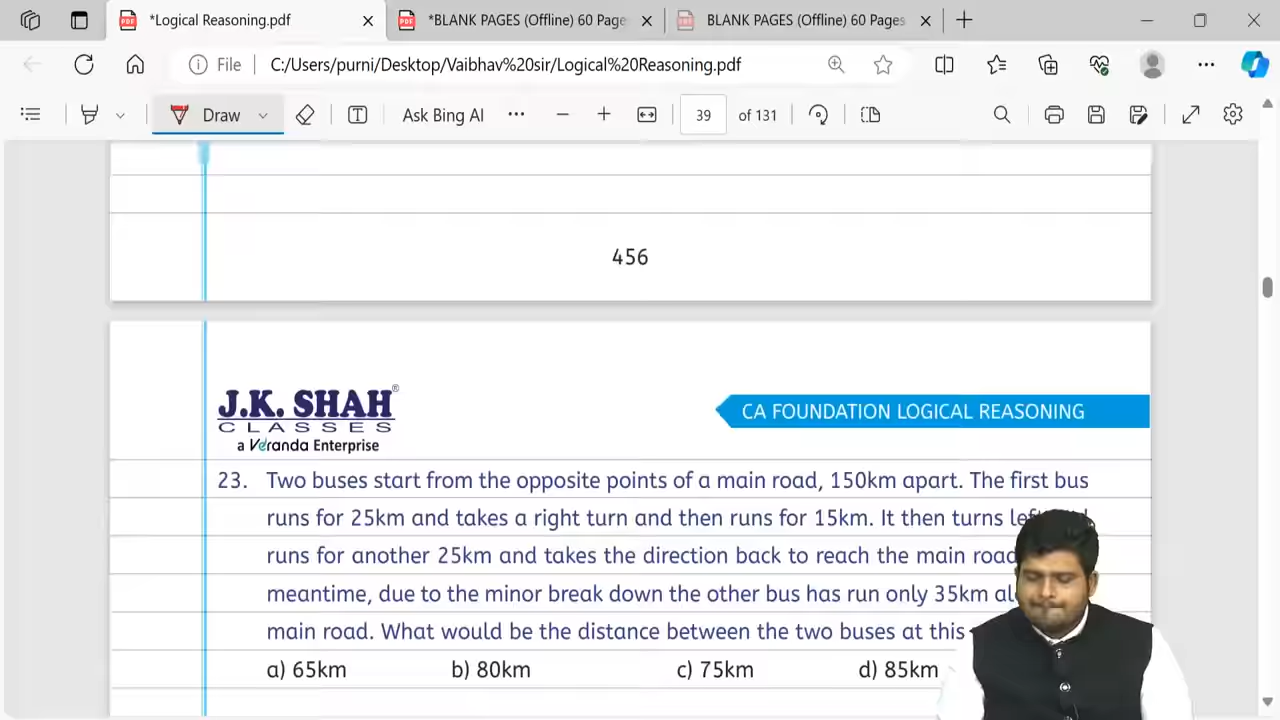 *Logical Reasoning.pdf
*BLANK PAGES (Offline) 60 Page
BLANK PAGES (Offline) 60 Pages
File
C:/Users/purni/Desktop/Vaibhav%20sir/Logical%20Reasoning.pdf
Draw
Ask Bing AI
39
of 131
456
J.K. SHAH®
CLASSES
a Veranda Enterprise
CA FOUNDATION LOGICAL REASONING
23. Two buses start from the opposite points of a main road, 150km apart. The first bus
runs for 25km and takes a right turn and then runs for 15km. It then turns
runs for another 25km and takes the direction back to reach the main road
meantime, due to the minor break down the other bus has run only 35km
main road. What would be the distance between the two buses at this
a) 65km b) 80km c) 75km d) 85km